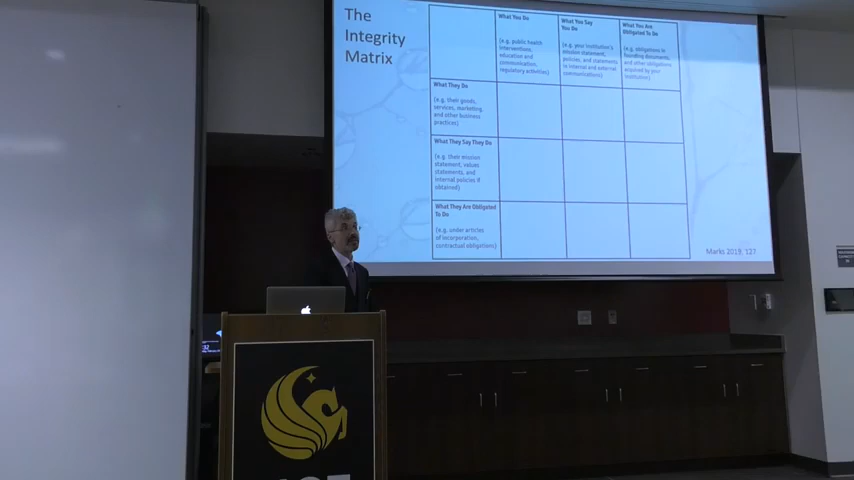 The
Integrity
Matrix
What You Do
(e.g. public health
interventions,
education and
communication,
regulatory activities)
What You Say
You Do
(e.g. your institution's
mission statement,
policies, and statements
in internal and external
communications)
What You Are
Obligated To Do
(e.g. obligations in
founding documents,
and other obligations
acquired by your
institution)
What They Do
(e.g. their goods,
services, marketing,
and other business
practices)
What They Say They Do
(e.g. their mission
statement, values
statements, and
internal policies if
obtained)
What They Are Obligated
To Do
(e.g. under articles
of incorporation,
contractual obligations)
Marks 2019, 137